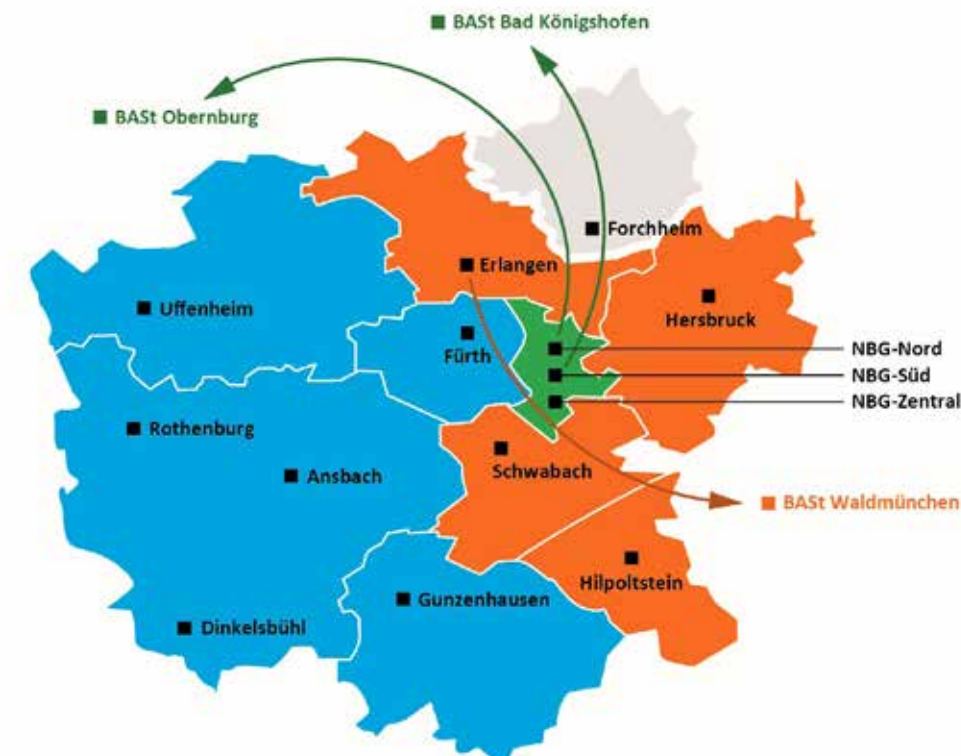 BASt Bad Königshofen
BASt Obernburg
Forchheim
Erlangen
Uffenheim
Hersbruck
Fürth
NBG-Nord
NBG-Süd
NBG-Zentral
Rothenburg
Schwabach
Ansbach
BASt Waldmünchen
Hilpoltstein
Gunzenhausen
Dinkelsbühl